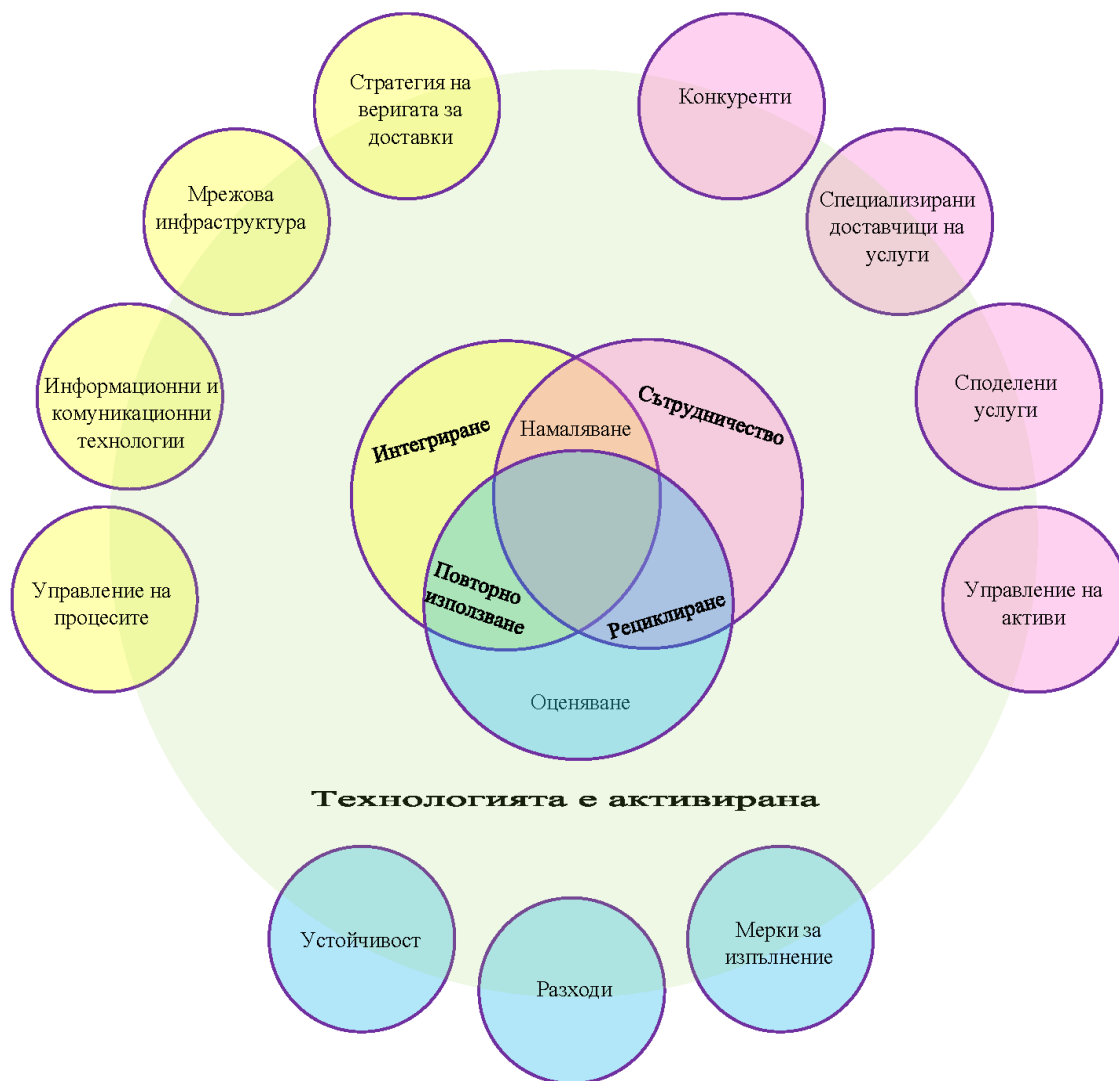 Стратегия на
веригата за
доставки
Конкуренти
Мрежова
инфраструктура
Специализирани
доставчици на
услуги
Информационни и
комуникационни
технологии
Споделени
услуги
Интегриране
Намаляване
Сътрудничество
Управление на
процесите
Повторно
използване
Рециклиране
Управление на
активи
Оценяване
Технологията е активирана
Устойчивост
Разходи
Мерки за
изпълнение